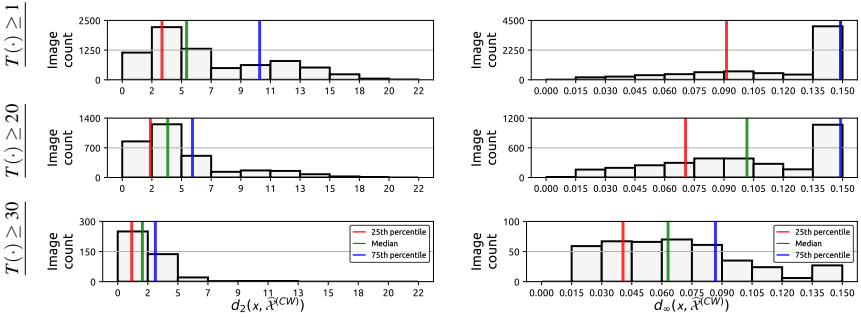 T(·) ≥ 1
Image count
2500
1250
0
0 2 5 7 9 11 13 15 18 20 22
Image count
4500
2250
0
0.000 0.015 0.030 0.045 0.060 0.075 0.090 0.105 0.120 0.135 0.150
T(·) ≥ 20
Image count
1400
700
0
0 2 5 7 9 11 13 15 18 20 22
Image count
1200
600
0
0.000 0.015 0.030 0.045 0.060 0.075 0.090 0.105 0.120 0.135 0.150
T(·) ≥ 30
Image count
300
150
0
25th percentile
Median
75th percentile
0 2 5 7 9 11 13 15 18 20 22
d₂(x, X̃⁽ᶜᵂ⁾)
Image count
100
50
0
25th percentile
Median
75th percentile
0.000 0.015 0.030 0.045 0.060 0.075 0.090 0.105 0.120 0.135 0.150
d∞(x, X̃⁽ᶜᵂ⁾)